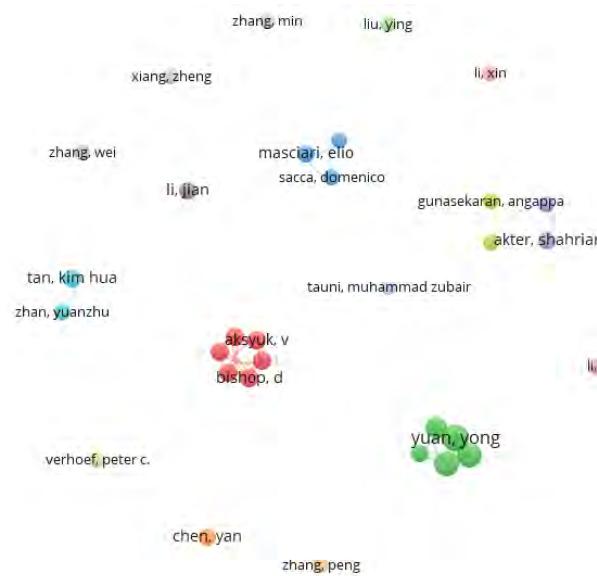 zhang, min
liu, ying
xiang, zheng
li, xin
zhang, wei
masciari, elio
sacca, domenico
li, jian
gunasekaran, angappa
akter, shahriar
tan, kim hua
tauni, muhammad zubair
zhan, yuanzhu
aksyuk, v
li,
bishop, d
yuan, yong
verhoef, peter c.
chen, yan
zhang, peng